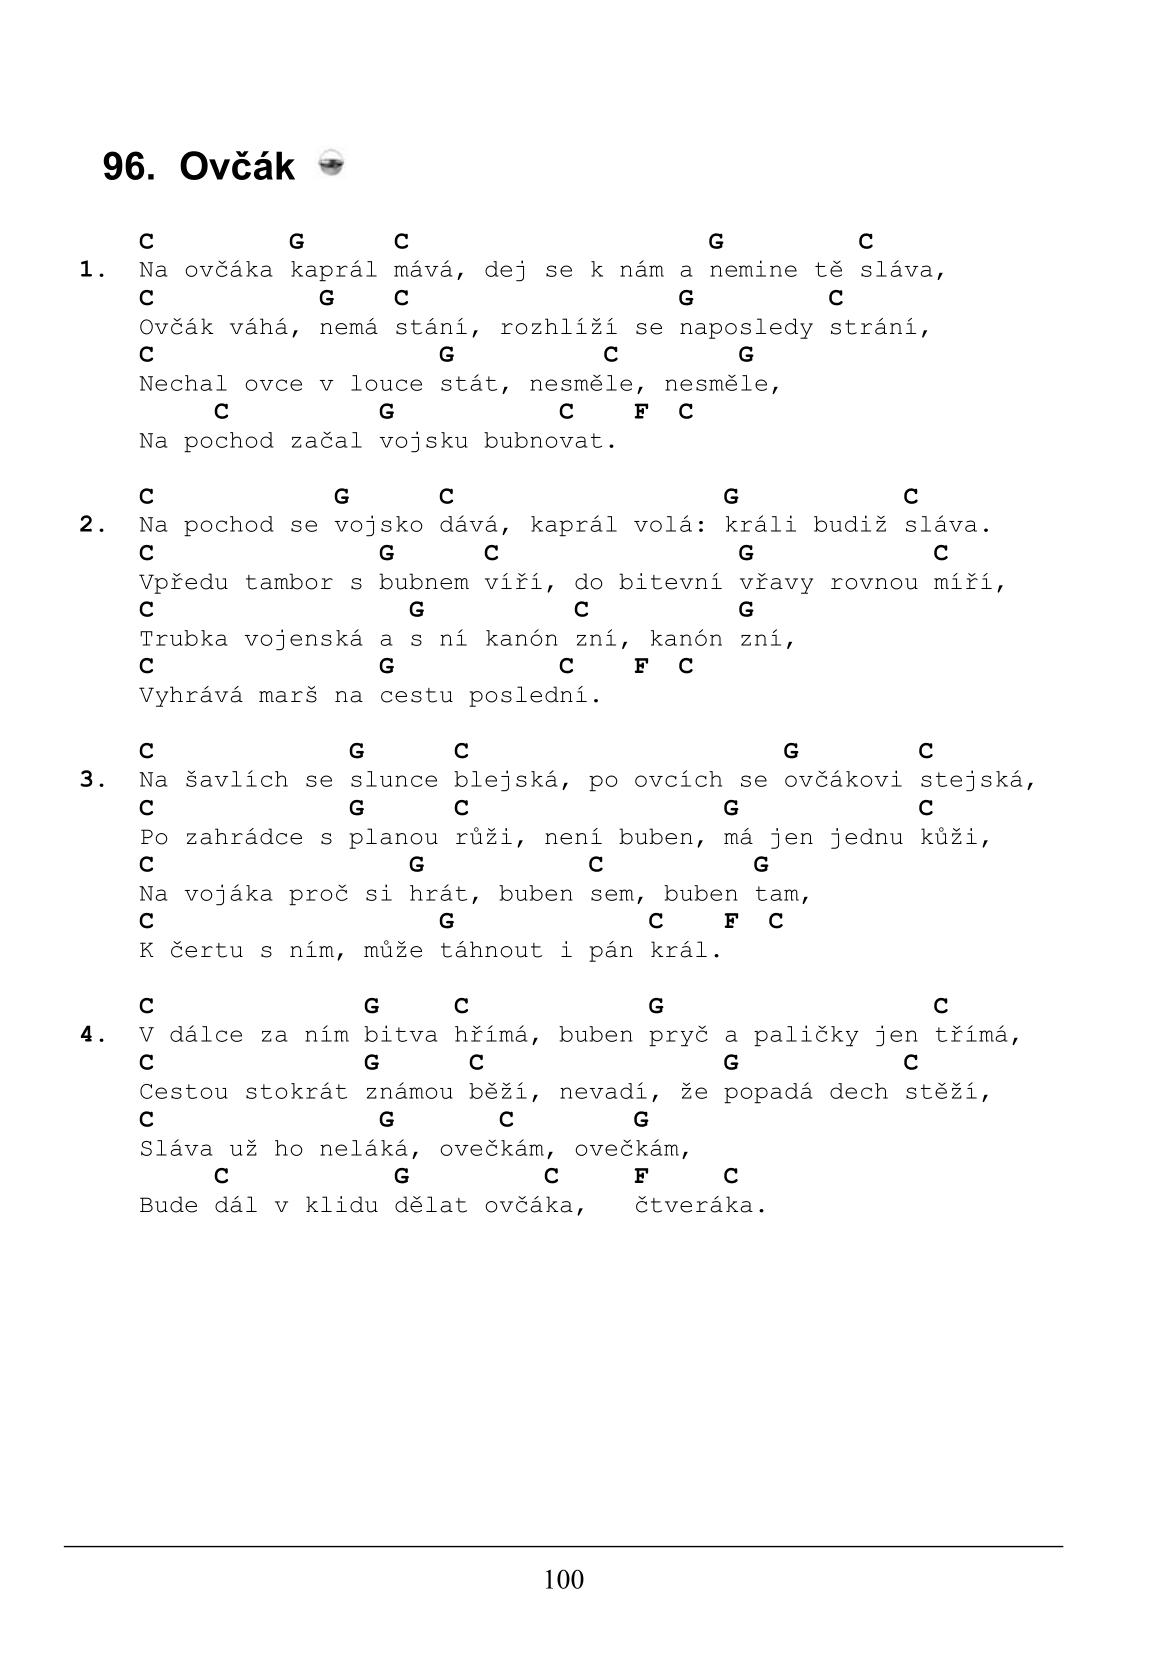 96. Ovčák
C G C G C
1. Na ovčáka kaprál mává, dej se k nám a nemine tě sláva,
C G C G C
Ovčák váhá, nemá stání, rozhlíží se naposledy strání,
C G C G
Nechal ovce v louce stát, nesměle, nesměle,
C G C F C
Na pochod začal vojsku bubnovat.
C G C G C
2. Na pochod se vojsko dává, kaprál volá: králi budiž sláva.
C G C G C
Vpředu tambor s bubnem víří, do bitevní vřavy rovnou míří,
C G C G
Trubka vojenská a s ní kanón zní, kanón zní,
C G C F C
Vyhrává marš na cestu poslední.
C G C G C
3. Na šavlích se slunce blejská, po ovcích se ovčákovi stejská,
C G C G C
Po zahrádce s planou růži, není buben, má jen jednu kůži,
C G C G
Na vojáka proč si hrát, buben sem, buben tam,
C G C F C
K čertu s ním, může táhnout i pán král.
C G C G C
4. V dálce za ním bitva hřímá, buben pryč a paličky jen třímá,
C G C G C
Cestou stokrát známou běží, nevadí, že popadá dech stěží,
C G C G
Sláva už ho neláká, ovečkám, ovečkám,
C G C F C
Bude dál v klidu dělat ovčáka, čtveráka.
100